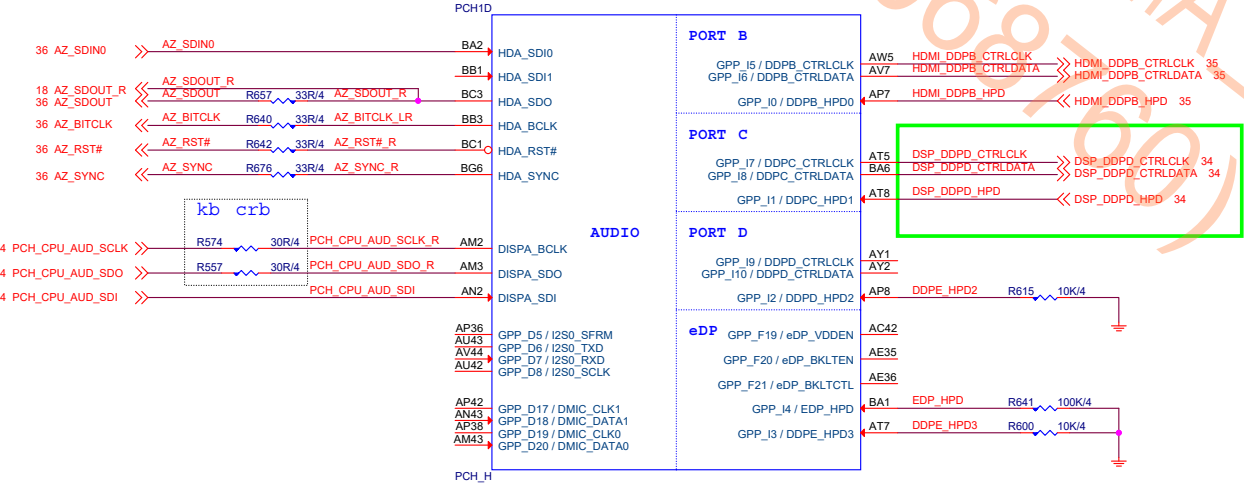 PCH1D
36 AZ_SDIN0 AZ_SDIN0 BA2 HDA_SDI0
BB1 HDA_SDI1
18 AZ_SDOUT_R AZ_SDOUT_R
36 AZ_SDOUT AZ_SDOUT R657 33R/4 AZ_SDOUT_R BC3 HDA_SDO
36 AZ_BITCLK AZ_BITCLK R640 33R/4 AZ_BITCLK_LR BB3 HDA_BCLK
36 AZ_RST# AZ_RST# R642 33R/4 AZ_RST#_R BC1 HDA_RST#
36 AZ_SYNC AZ_SYNC R676 33R/4 AZ_SYNC_R BG6 HDA_SYNC
kb crb
4 PCH_CPU_AUD_SCLK R574 30R/4 PCH_CPU_AUD_SCLK_R AM2 DISPA_BCLK
4 PCH_CPU_AUD_SDO R557 30R/4 PCH_CPU_AUD_SDO_R AM3 DISPA_SDO
4 PCH_CPU_AUD_SDI PCH_CPU_AUD_SDI AN2 DISPA_SDI
AP36 GPP_D5 / I2S0_SFRM
AU43 GPP_D6 / I2S0_TXD
AV44 GPP_D7 / I2S0_RXD
AU42 GPP_D8 / I2S0_SCLK
AP42 GPP_D17 / DMIC_CLK1
AN43 GPP_D18 / DMIC_DATA1
AP38 GPP_D19 / DMIC_CLK0
AM43 GPP_D20 / DMIC_DATA0
PCH_H
AUDIO
PORT B
GPP_I5 / DDPB_CTRLCLK AW5 HDMI_DDPB_CTRLCLK HDMI_DDPB_CTRLCLK 35
GPP_I6 / DDPB_CTRLDATA AV7 HDMI_DDPB_CTRLDATA HDMI_DDPB_CTRLDATA 35
GPP_I0 / DDPB_HPD0 AP7 HDMI_DDPB_HPD HDMI_DDPB_HPD 35
PORT C
GPP_I7 / DDPC_CTRLCLK AT5 DSP_DDPD_CTRLCLK DSP_DDPD_CTRLCLK 34
GPP_I8 / DDPC_CTRLDATA BA6 DSP_DDPD_CTRLDATA DSP_DDPD_CTRLDATA 34
GPP_I1 / DDPC_HPD1 AT8 DSP_DDPD_HPD DSP_DDPD_HPD 34
PORT D
GPP_I9 / DDPD_CTRLCLK AY1
GPP_I10 / DDPD_CTRLDATA AY2
GPP_I2 / DDPD_HPD2 AP8 DDPE_HPD2 R615 10K/4
eDP
GPP_F19 / eDP_VDDEN AC42
GPP_F20 / eDP_BKLTEN AE35
GPP_F21 / eDP_BKLTCTL AE36
GPP_I4 / EDP_HPD BA1 EDP_HPD R641 100K/4
GPP_I3 / DDPE_HPD3 AT7 DDPE_HPD3 R600 10K/4